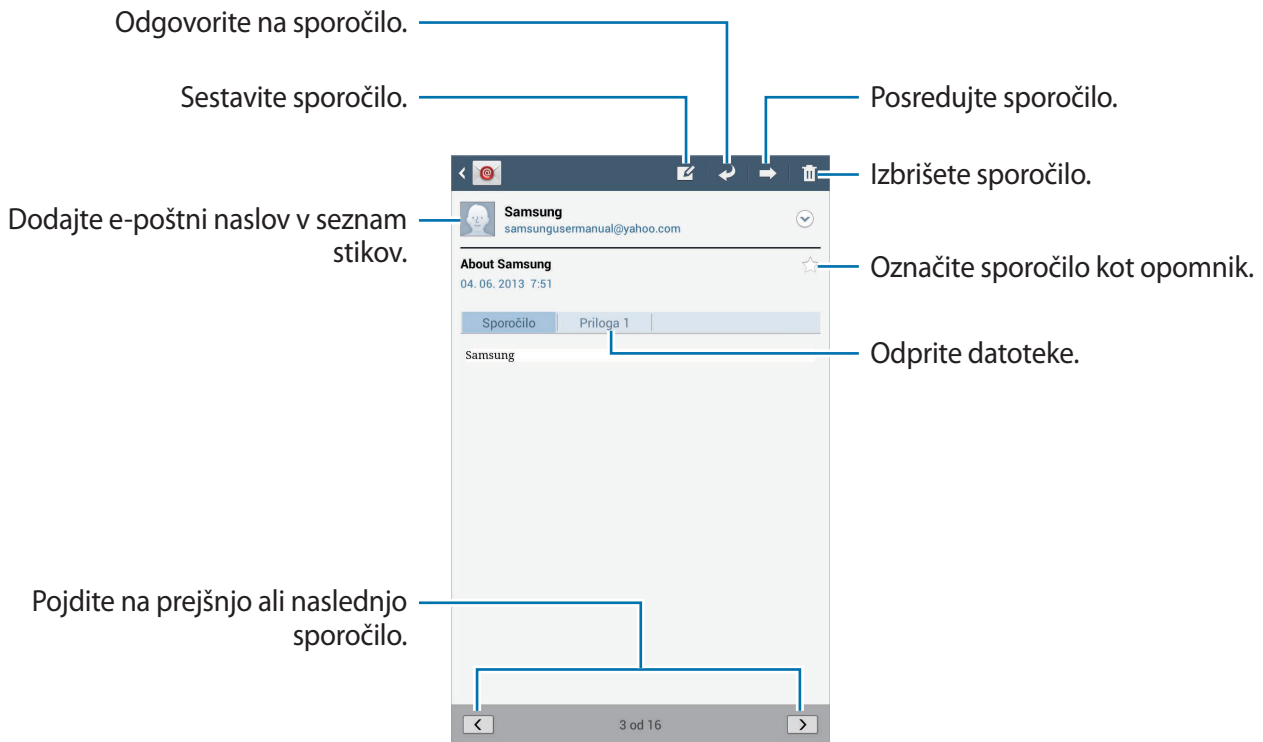 Odgovorite na sporočilo.
Sestavite sporočilo.
Posredujte sporočilo.
Izbrišete sporočilo.
Dodajte e-poštni naslov v seznam
stikov.
Samsung
samsungusermanual@yahoo.com
About Samsung
04. 06. 2013 7:51
Označite sporočilo kot opomnik.
Sporočilo Priloga 1
Odprite datoteke.
Samsung
Pojdite na prejšnjo ali naslednjo
sporočilo.
3 od 16